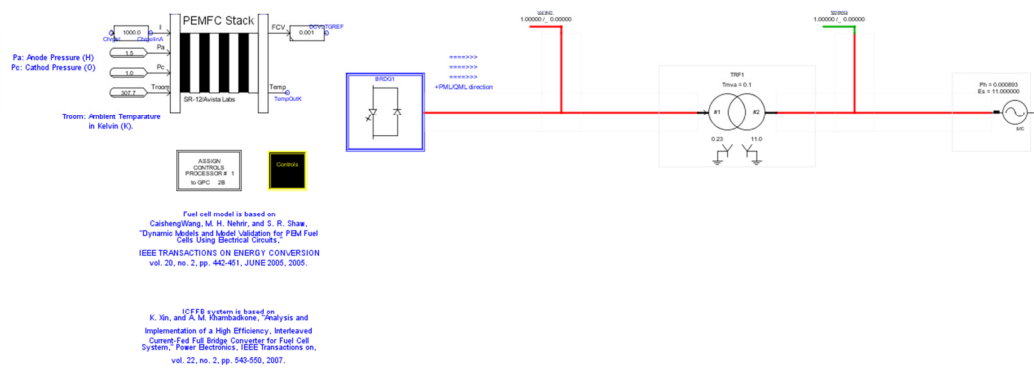 PEMFC Stack
1000.0
I
Pa
1.5
Pc
1.0
Troom
307.7
FCV
0.001
Temp
TempOutK
SR-12/Avista Labs
Pa: Anode Pressure (H)
Pc: Cathod Pressure (O)
Troom: Ambient Temparature
in Kelvin (K).
ASSIGN
CONTROLS
PROCESSOR # 1
to GPC 2B
Controls
Fuel cell model is based on
CaishengWang, M. H. Nehrir, and S. R. Shaw,
"Dynamic Models and Model Validation for PEM Fuel
Cells Using Electrical Circuits,"
IEEE TRANSACTIONS ON ENERGY CONVERSION
vol. 20, no. 2, pp. 442-451, JUNE 2005, 2005.
ICFFB system is based on
K. Xin, and A. M. Khambadkone, "Analysis and
Implementation of a High Efficiency, Interleaved
Current-Fed Full Bridge Converter for Fuel Cell
System," Power Electronics, IEEE Transactions on,
vol. 22, no. 2, pp. 543-550, 2007.
BRDG1
====>>>
====>>>
====>>>
+PML/QML direction
1.00000 /_ 0.00000
1.00000 /_ 0.00000
TRF1
Tmva = 0.1
#1
#2
0.23
11.0
Ph = 0.000893
Es = 11.00000
src